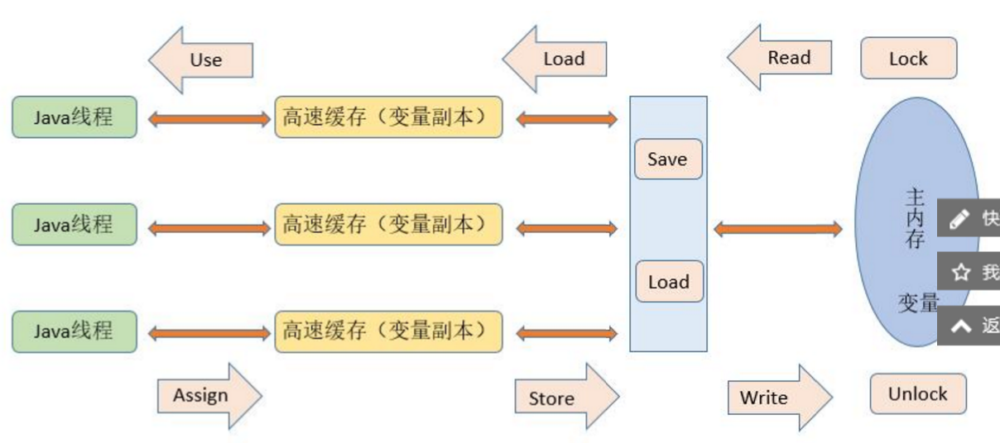 Use
Load
Read
Lock
Java线程
高速缓存（变量副本）
Save
主内存
快
Java线程
高速缓存（变量副本）
我
Load
变量
返
Java线程
高速缓存（变量副本）
Assign
Store
Write
Unlock